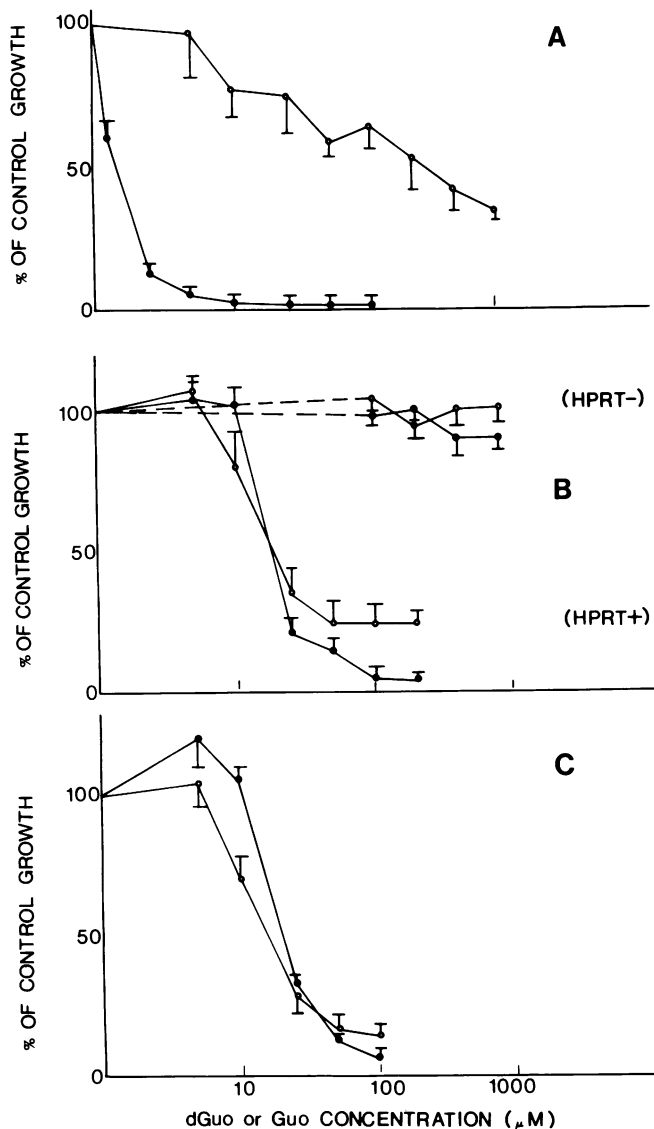 A
% OF CONTROL GROWTH
100
50
0
B
% OF CONTROL GROWTH
100
50
0
(HPRT-)
(HPRT+)
C
% OF CONTROL GROWTH
100
50
0
10
100
1000
dGuo or Guo CONCENTRATION (μM)